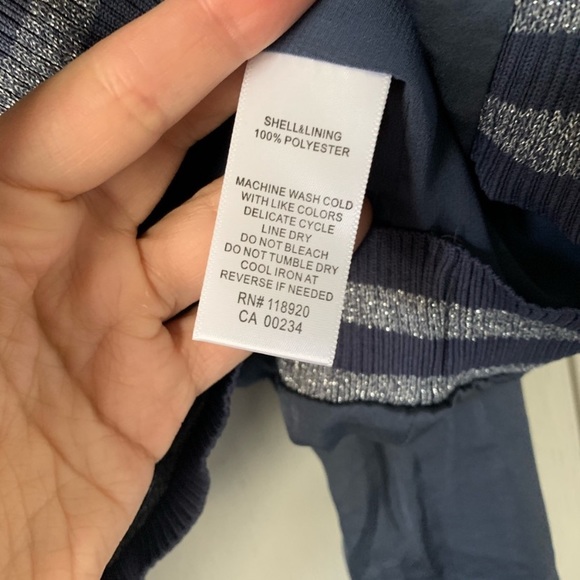 SHELL&LINING
100% POLYESTER
MACHINE WASH COLD
WITH LIKE COLORS
DELICATE CYCLE
LINE DRY
DO NOT BLEACH
DO NOT TUMBLE DRY
COOL IRON AT
REVERSE IF NEEDED
RN# 118920
CA 00234